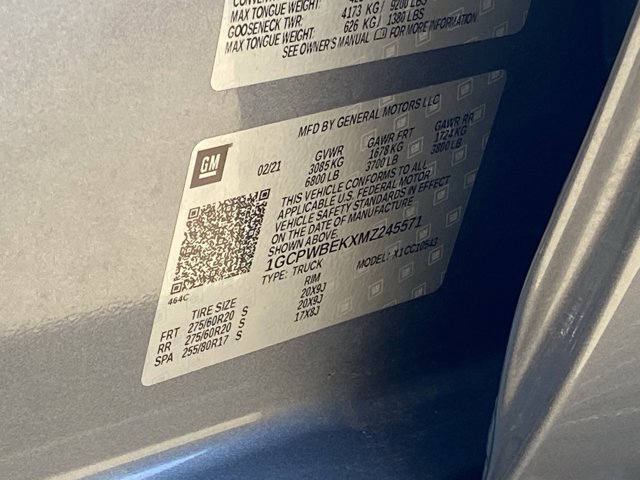 MAX TONGUE WEIGHT:
GOOSENECK TWR: 4173 KG / 9200 LBS
MAX TONGUE WEIGHT: 626 KG / 1380 LBS
SEE OWNER'S MANUAL FOR MORE INFORMATION
MFD BY GENERAL MOTORS LLC
GM
02/21
GVWR GAWR FRT GAWR RR
3085 KG 1678 KG 1724 KG
6800 LB 3700 LB 3800 LB
THIS VEHICLE CONFORMS TO ALL
APPLICABLE U.S. FEDERAL MOTOR
VEHICLE SAFETY STANDARDS IN EFFECT
ON THE DATE OF MANUFACTURE
SHOWN ABOVE.
1GCPWBEKXMZ245571
TYPE: TRUCK MODEL: X1CC10543
464C
TIRE SIZE RIM
FRT 275/60R20 S 20X9J
RR 275/60R20 S 20X9J
SPA 255/80R17 S 17X8J